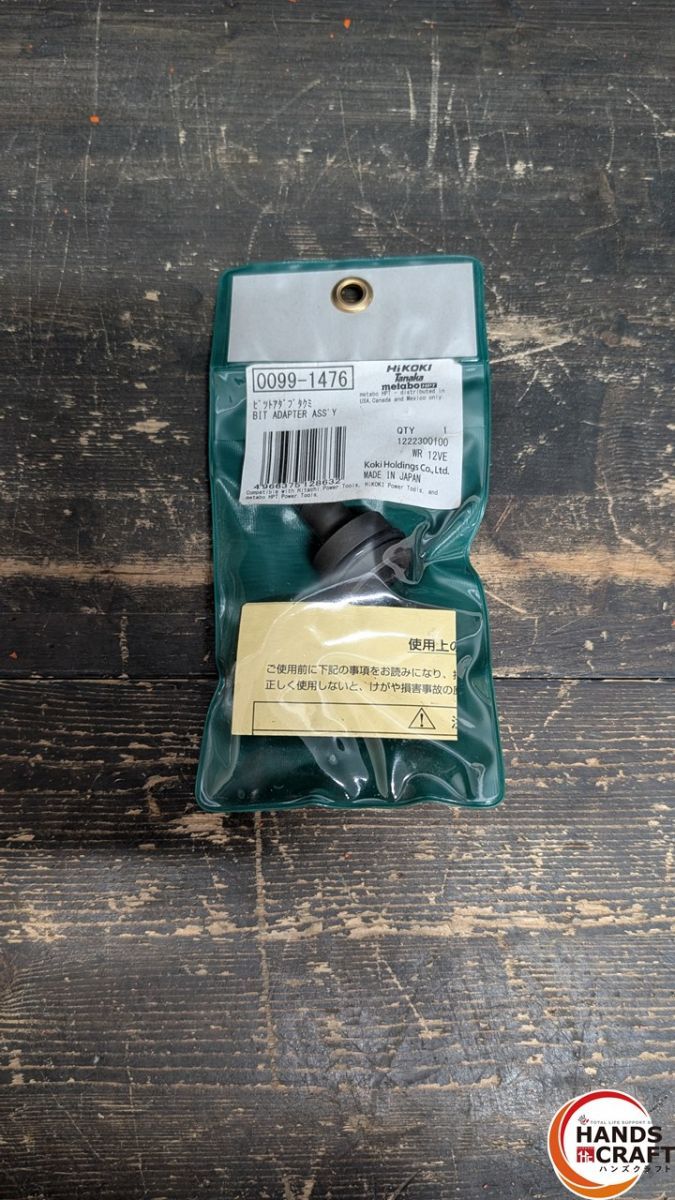 0099-1476
ビットアダプタクミ
BIT ADAPTER ASS'Y
HiKOKI
Tanaka
metabo HPT
metabo HPT - distributed in
USA,Canada and Mexico only
QTY 1
1222300100
WR 12VE
Koki Holdings Co., Ltd.
MADE IN JAPAN
4966375128632
Compatible with Hitachi Power Tools, HiKOKI Power Tools, and
metabo HPT Power Tools.
使用上の
ご使用前に下記の事項をお読みになり、
正しく使用しないと、けがや損害事故の
TOTAL LIFE SUPPORT
HANDS
CRAFT
ハンズクラフト